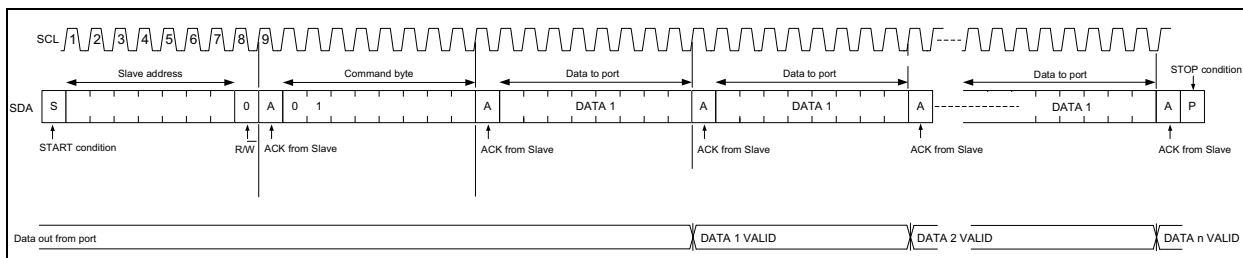 SCL 1 2 3 4 5 6 7 8 9
Slave address Command byte Data to port Data to port Data to port STOP condition
SDA S 0 A 0 1 A DATA 1 A DATA 1 A DATA 1 A P
START condition R/W ACK from Slave ACK from Slave ACK from Slave ACK from Slave ACK from Slave
Data out from port DATA 1 VALID DATA 2 VALID DATA n VALID